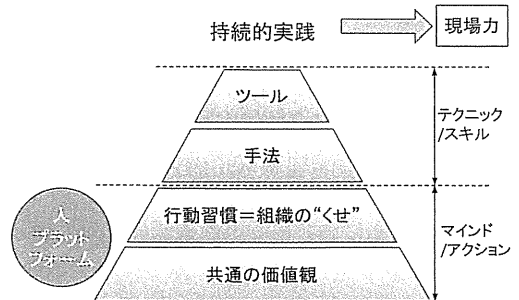 持続的実践
現場力
ツール
手法
行動習慣＝組織の“くせ”
共通の価値観
テクニック
/スキル
マインド
/アクション
人
プラット
フォーム